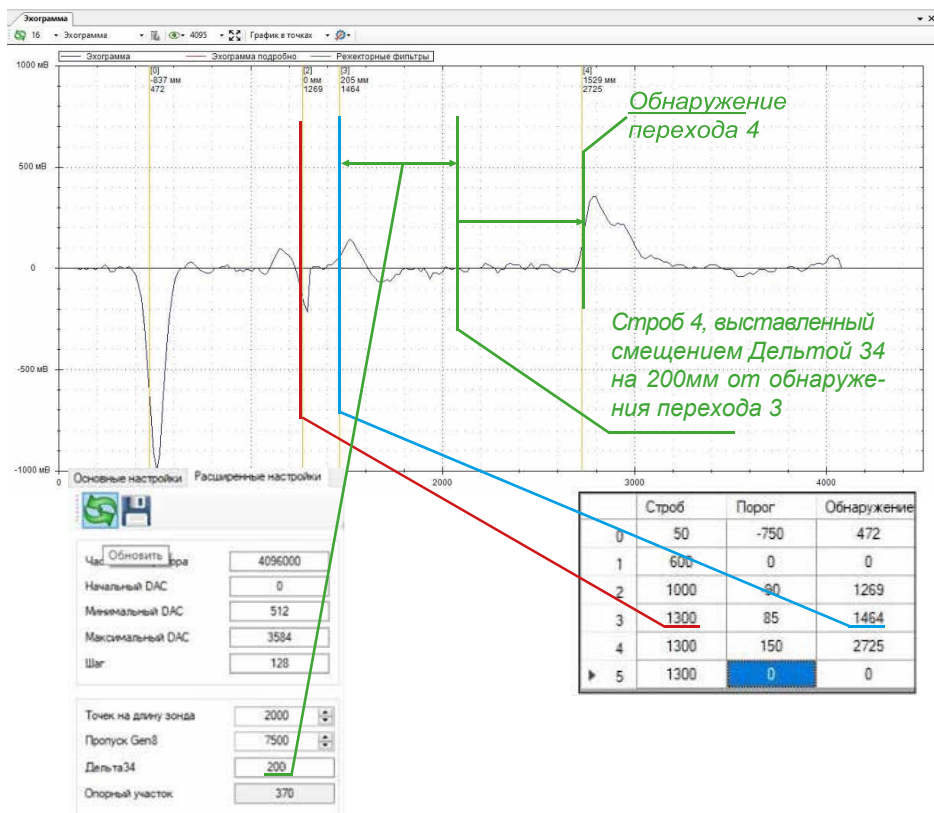 Эхограмма
16 Эхограмма 4095 График в точках
Эхограмма Эхограмма подробно Режекторные фильтры
1000 мВ
500 мВ
0
-500 мВ
-1000 мВ
[0]
-837 мм
472
[2]
0 мм
1269
[3]
205 мм
1464
[4]
1529 мм
2725
Обнаружение
перехода 4
Строб 4, выставленный
смещением Дельтой 34
на 200мм от обнаруже-
ния перехода 3
0 2000 3000 4000
Основные настройки Расширенные настройки
Обновить
4096000
Начальный DAC 0
Минимальный DAC 512
Максимальный DAC 3584
Шаг 128
Точек на длину зонда 2000
Пропуск Gen8 7500
Дельта34 200
Опорный участок 370
Строб Порог Обнаружение
0 50 -750 472
1 600 0 0
2 1000 -90 1269
3 1300 85 1464
4 1300 150 2725
5 1300 0 0